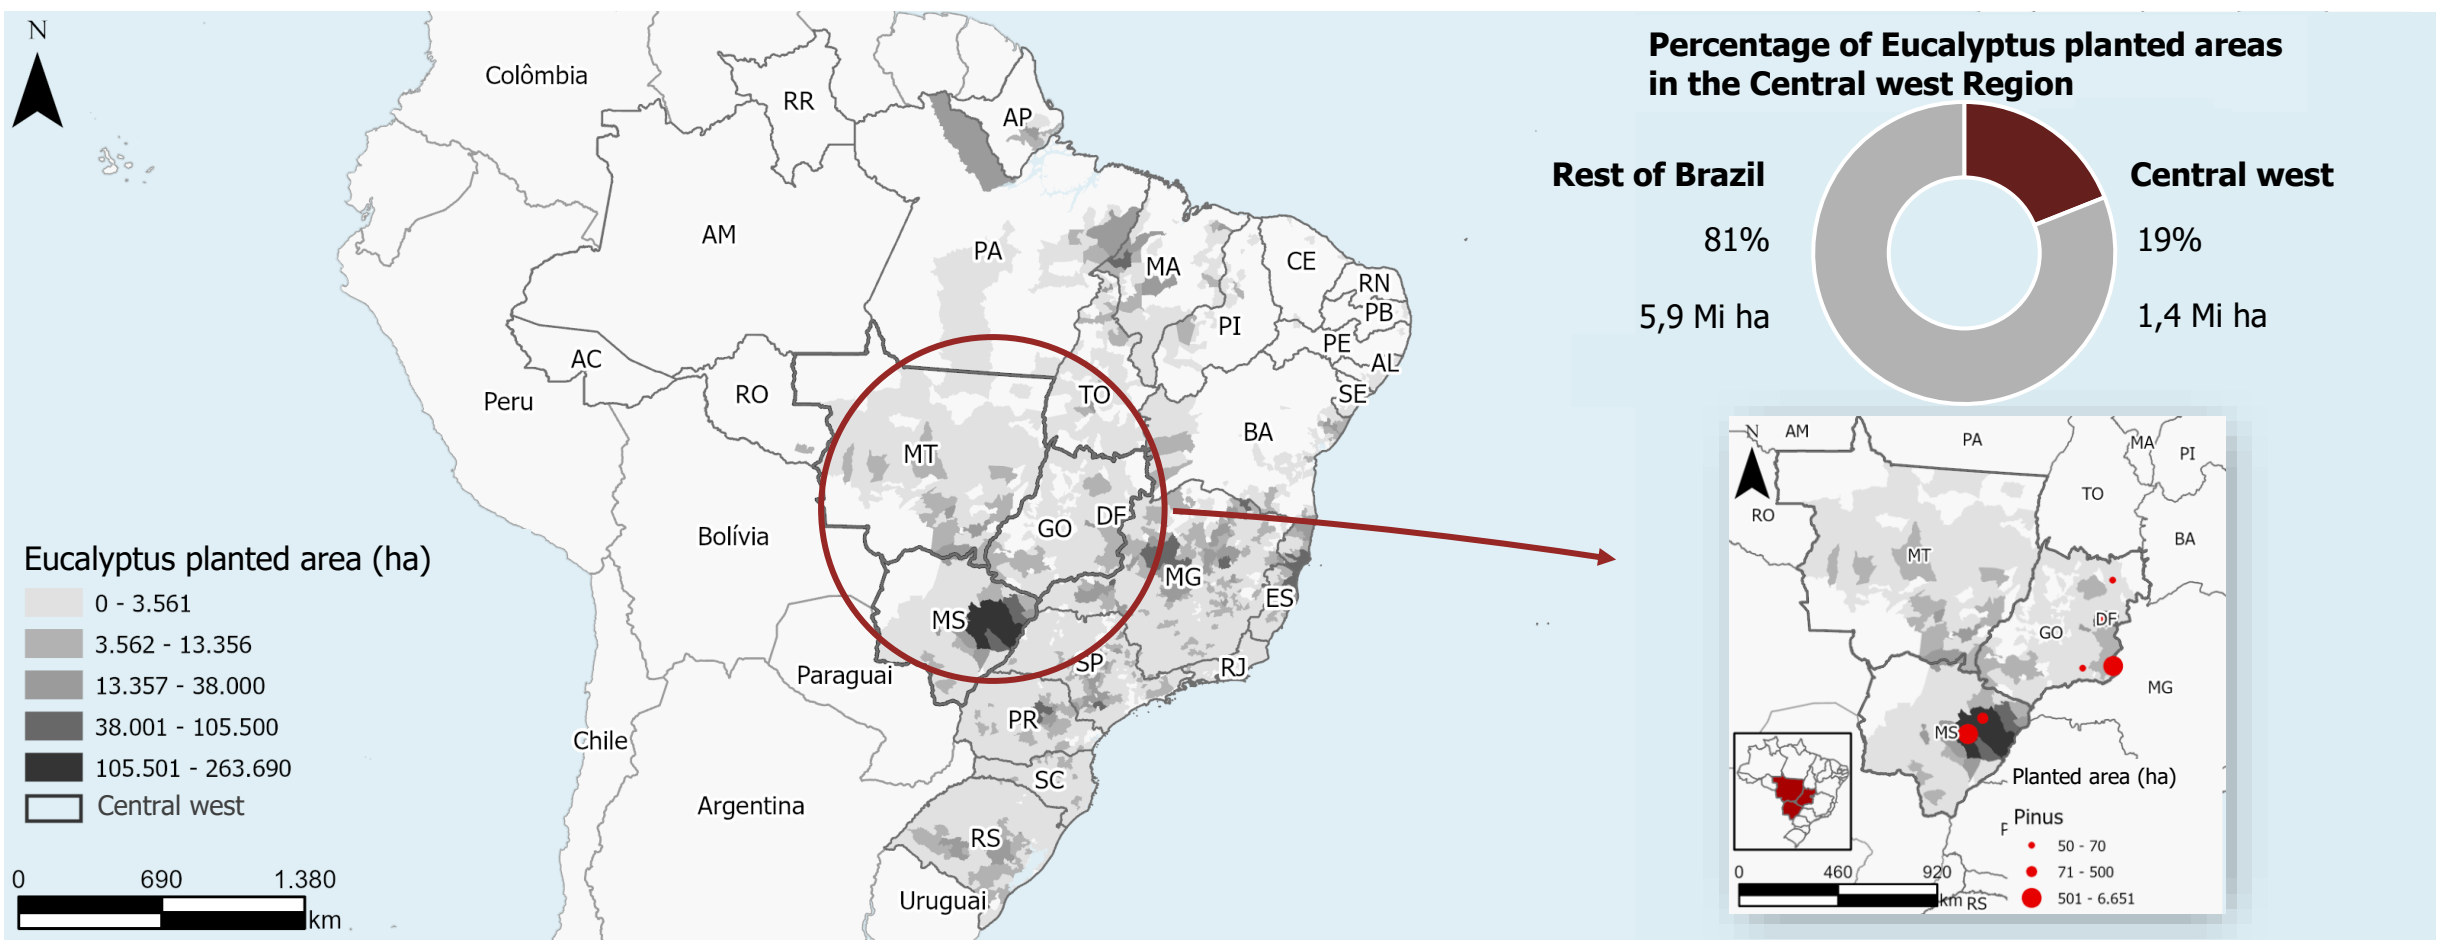 N
Colômbia
RR
AP
AM
PA
MA
CE
RN
PB
PI
PE
AL
SE
AC
RO
TO
Peru
BA
MT
GO
DF
Bolívia
MG
ES
MS
SP
RJ
Paraguai
PR
Chile
SC
Argentina
RS
Uruguai
Eucalyptus planted area (ha)
0 - 3.561
3.562 - 13.356
13.357 - 38.000
38.001 - 105.500
105.501 - 263.690
Central west
0 690 1.380
km
Percentage of Eucalyptus planted areas
in the Central west Region
Rest of Brazil
81%
5,9 Mi ha
Central west
19%
1,4 Mi ha
N
AM
PA
MA
PI
TO
RO
BA
MT
DF
GO
MG
MS
Planted area (ha)
Pinus
50 - 70
71 - 500
501 - 6.651
0 460 920
km
RS